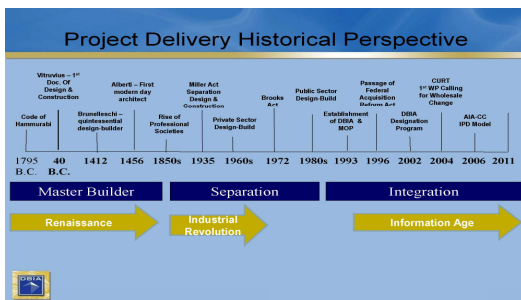 Project Delivery Historical Perspective
Vitruvius – 1st
Doc. Of
Design &
Construction
Alberti – First
modern day
architect
Miller Act
Separation
Design &
Construction
Brooks
Act
Public Sector
Design-Build
Passage of
Federal
Acquisition
Reform Act
CURT
1st WP Calling
for Wholesale
Change
Code of
Hammurabi
Brunelleschi –
quintessential
design-builder
Rise of
Professional
Societies
Private Sector
Design-Build
Establishment
of DBIA &
MOP
DBIA
Designation
Program
AIA-CC
IPD Model
1795 B.C.
40 B.C.
1412
1456
1850s
1935
1960s
1972
1980s
1993
1996
2002
2004
2006
2011
Master Builder
Separation
Integration
Renaissance
Industrial
Revolution
Information Age
DBIA